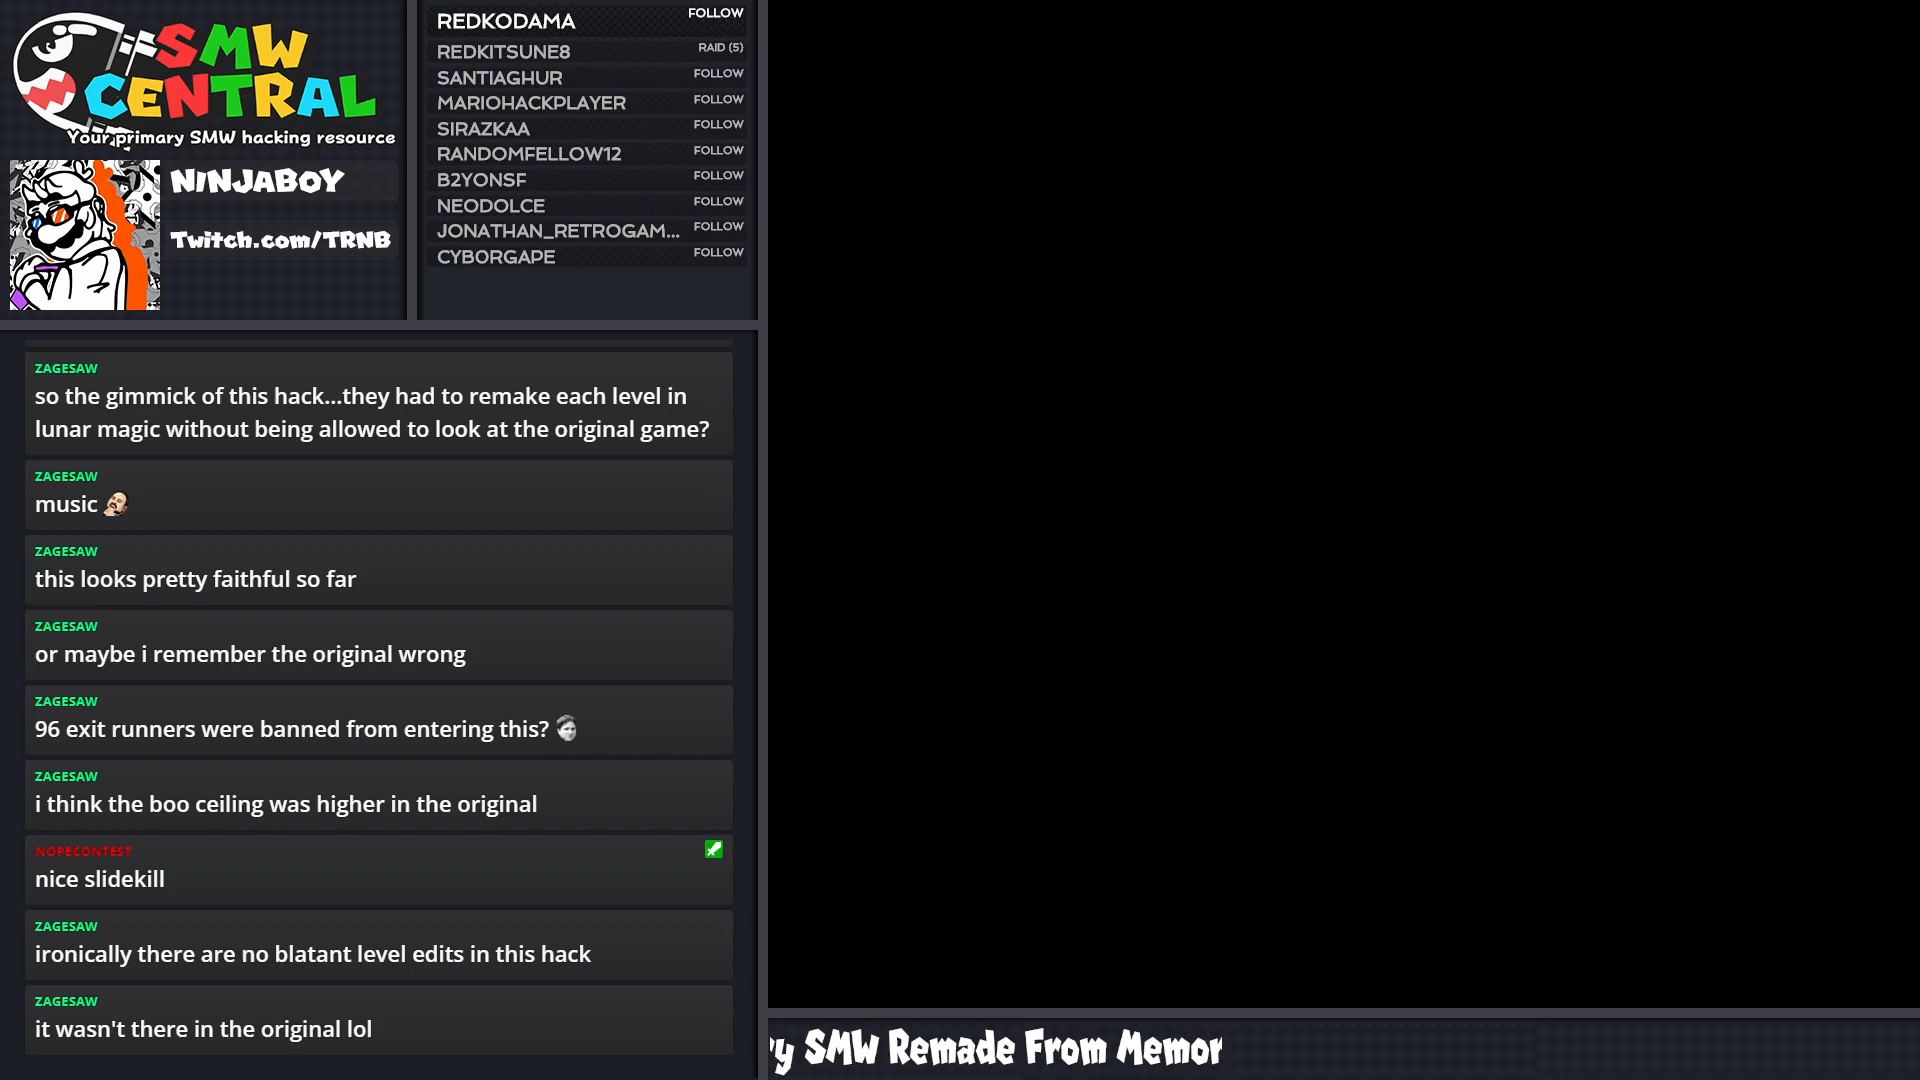 SMW
CENTRAL
Your primary SMW hacking resource
NINJABOY
Twitch.com/TRNB
REDKODAMA FOLLOW
REDKITSUNE8 RAID (5)
SANTIAGHUR FOLLOW
MARIOHACKPLAYER FOLLOW
SIRAZKAA FOLLOW
RANDOMFELLOW12 FOLLOW
B2YONSF FOLLOW
NEODOLCE FOLLOW
JONATHAN_RETROGAM... FOLLOW
CYBORGAPE FOLLOW
ZAGESAW
so the gimmick of this hack...they had to remake each level in
lunar magic without being allowed to look at the original game?
ZAGESAW
music
ZAGESAW
this looks pretty faithful so far
ZAGESAW
or maybe i remember the original wrong
ZAGESAW
96 exit runners were banned from entering this?
ZAGESAW
i think the boo ceiling was higher in the original
NOPECONTEST
nice slidekill
ZAGESAW
ironically there are no blatant level edits in this hack
ZAGESAW
it wasn't there in the original lol
y SMW Remade From Memor